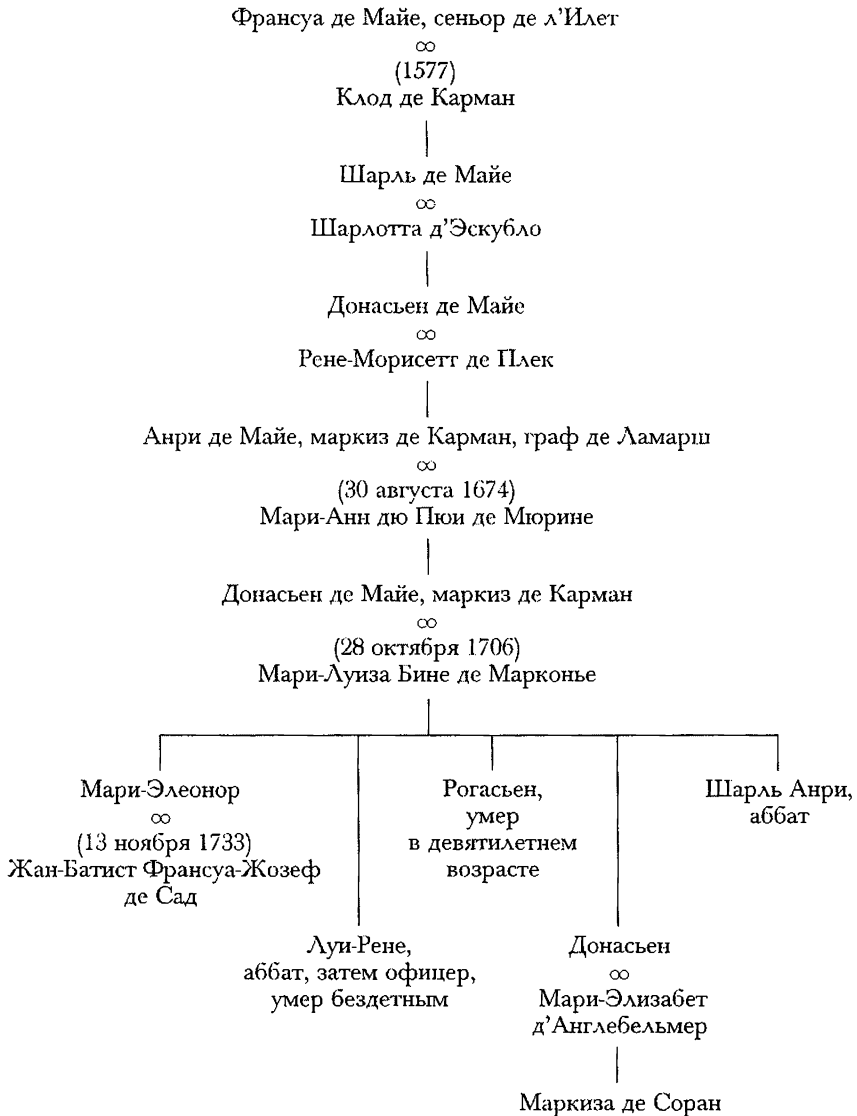 Франсуа де Майе, сеньор де л'Илет
∞
(1577)
Клод де Карман
Шарль де Майе
∞
Шарлотта д'Эскубло
Донасьен де Майе
∞
Рене-Морисетт де Плек
Анри де Майе, маркиз де Карман, граф де Ламарш
∞
(30 августа 1674)
Мари-Анн дю Пюи де Мюрине
Донасьен де Майе, маркиз де Карман
∞
(28 октября 1706)
Мари-Луиза Бине де Марконье
Мари-Элеонор
∞
(13 ноября 1733)
Жан-Батист Франсуа-Жозеф
де Сад
Луи-Рене,
аббат, затем офицер,
умер бездетным
Рогасьен,
умер
в девятилетнем
возрасте
Донасьен
∞
Мари-Элизабет
д'Англебельмер
Маркиза де Соран
Шарль Анри,
аббат